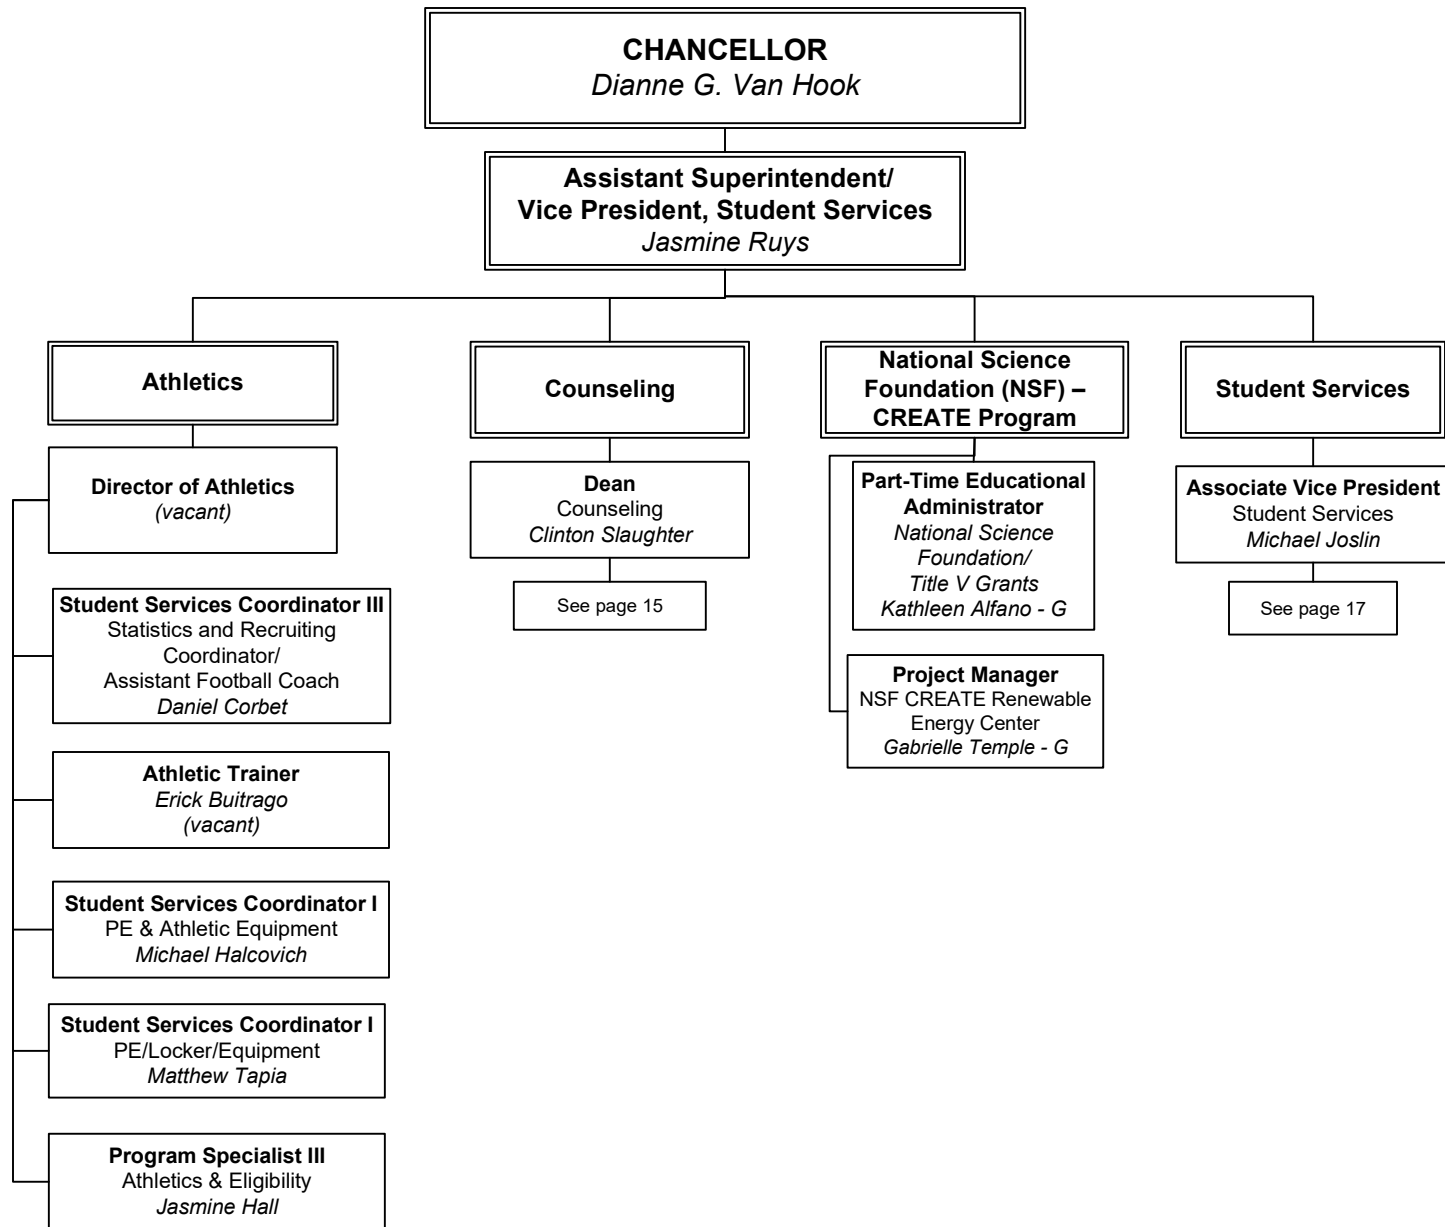 CHANCELLOR
Dianne G. Van Hook
Assistant Superintendent/
Vice President, Student Services
Jasmine Ruys
Athletics
Director of Athletics
(vacant)
Student Services Coordinator III
Statistics and Recruiting
Coordinator/
Assistant Football Coach
Daniel Corbet
Athletic Trainer
Erick Buitrago
(vacant)
Student Services Coordinator I
PE & Athletic Equipment
Michael Halcovich
Student Services Coordinator I
PE/Locker/Equipment
Matthew Tapia
Program Specialist III
Athletics & Eligibility
Jasmine Hall
Counseling
Dean
Counseling
Clinton Slaughter
See page 15
National Science
Foundation (NSF) –
CREATE Program
Part-Time Educational
Administrator
National Science
Foundation/
Title V Grants
Kathleen Alfano - G
Project Manager
NSF CREATE Renewable
Energy Center
Gabrielle Temple - G
Student Services
Associate Vice President
Student Services
Michael Joslin
See page 17